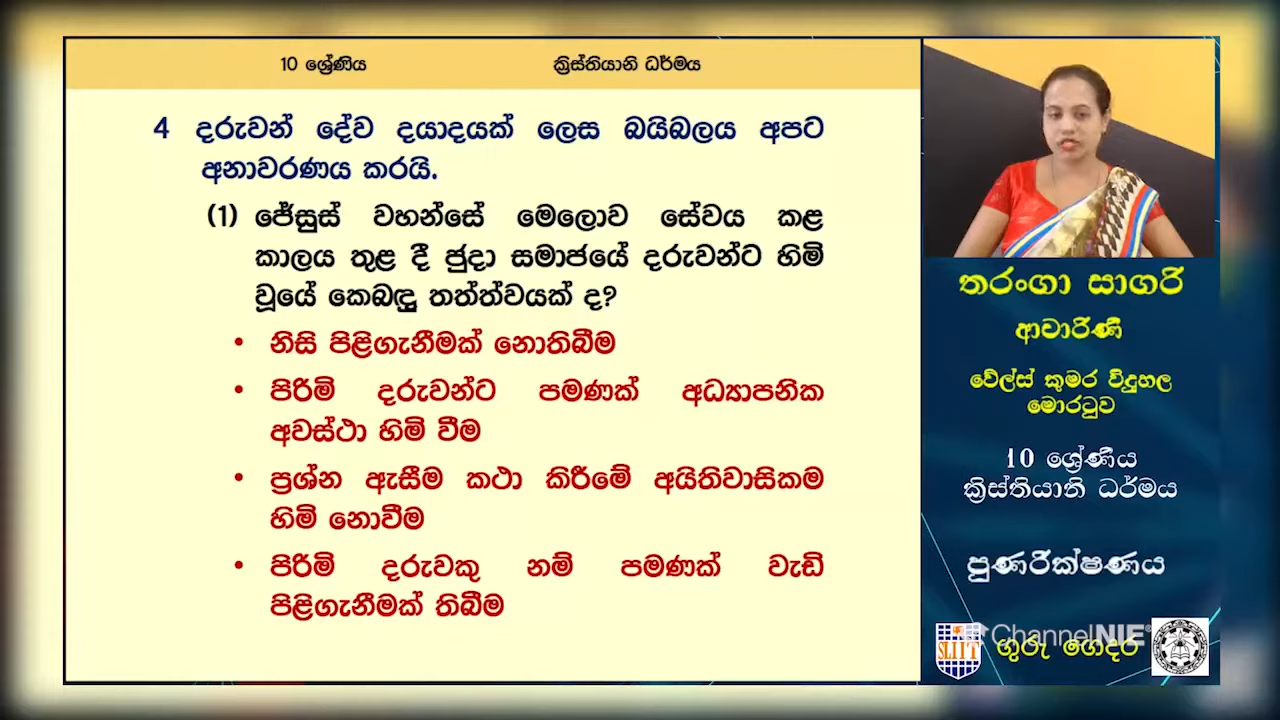 10 ශ්‍රේණිය
ක්‍රිස්තියානි ධර්මය
4 දරුවන් දේව දයාදයක් ලෙස බයිබලය අපට
අනාවරණය කරයි.
(1) ජේසුස් වහන්සේ මෙලොව සේවය කළ
කාලය තුළ දී ජුදා සමාජයේ දරුවන්ට හිමි
වූයේ කෙබඳු තත්ත්වයක් ද?
• නිසි පිළිගැනීමක් නොතිබීම
• පිරිමි දරුවන්ට පමණක් අධ්‍යාපනික
අවස්ථා හිමි වීම
• ප්‍රශ්න ඇසීම කථා කිරීමේ අයිතිවාසිකම
හිමි නොවීම
• පිරිමි දරුවකු නම් පමණක් වැඩි
පිළිගැනීමක් තිබීම
තරංගා සාගරි
ආචාරිණී
වේල්ස් කුමර විදුහල
මොරටුව
10 ශ්‍රේණිය
ක්‍රිස්තියානි ධර්මය
පුණරීක්ෂණය
ChannelNIE
SLIIT
ගුරු ගෙදර